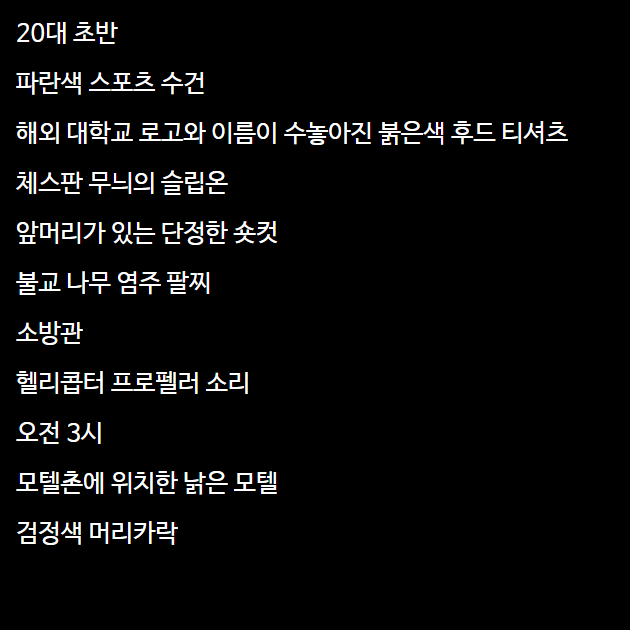 20대 초반
파란색 스포츠 수건
해외 대학교 로고와 이름이 수놓아진 붉은색 후드 티셔츠
체스판 무늬의 슬립온
앞머리가 있는 단정한 숏컷
불교 나무 염주 팔찌
소방관
헬리콥터 프로펠러 소리
오전 3시
모텔촌에 위치한 낡은 모텔
검정색 머리카락